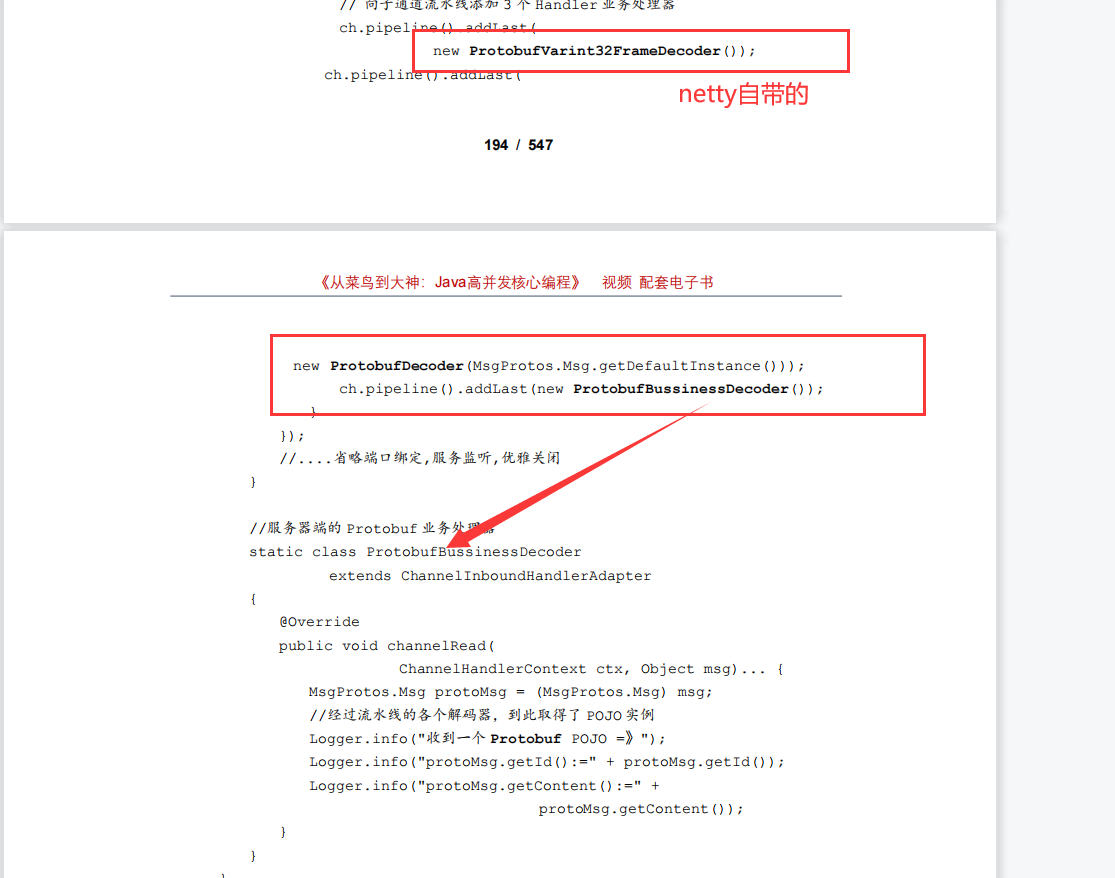 // 向子通道流水线添加 3 个 Handler 业务处理器
ch.pipeline().addLast(
new ProtobufVarint32FrameDecoder());
ch.pipeline().addLast(
netty自带的
194 / 547
《从菜鸟到大神：Java高并发核心编程》 视频 配套电子书
new ProtobufDecoder(MsgProtos.Msg.getDefaultInstance()));
ch.pipeline().addLast(new ProtobufBussinessDecoder());
}
});
//....省略端口绑定,服务监听,优雅关闭
}
//服务器端的 Protobuf 业务处理器
static class ProtobufBussinessDecoder
extends ChannelInboundHandlerAdapter
{
@Override
public void channelRead(
ChannelHandlerContext ctx, Object msg)... {
MsgProtos.Msg protoMsg = (MsgProtos.Msg) msg;
//经过流水线的各个解码器，到此取得了 POJO 实例
Logger.info("收到一个 Protobuf POJO =》");
Logger.info("protoMsg.getId():=" + protoMsg.getId());
Logger.info("protoMsg.getContent():=" +
protoMsg.getContent());
}
}
}